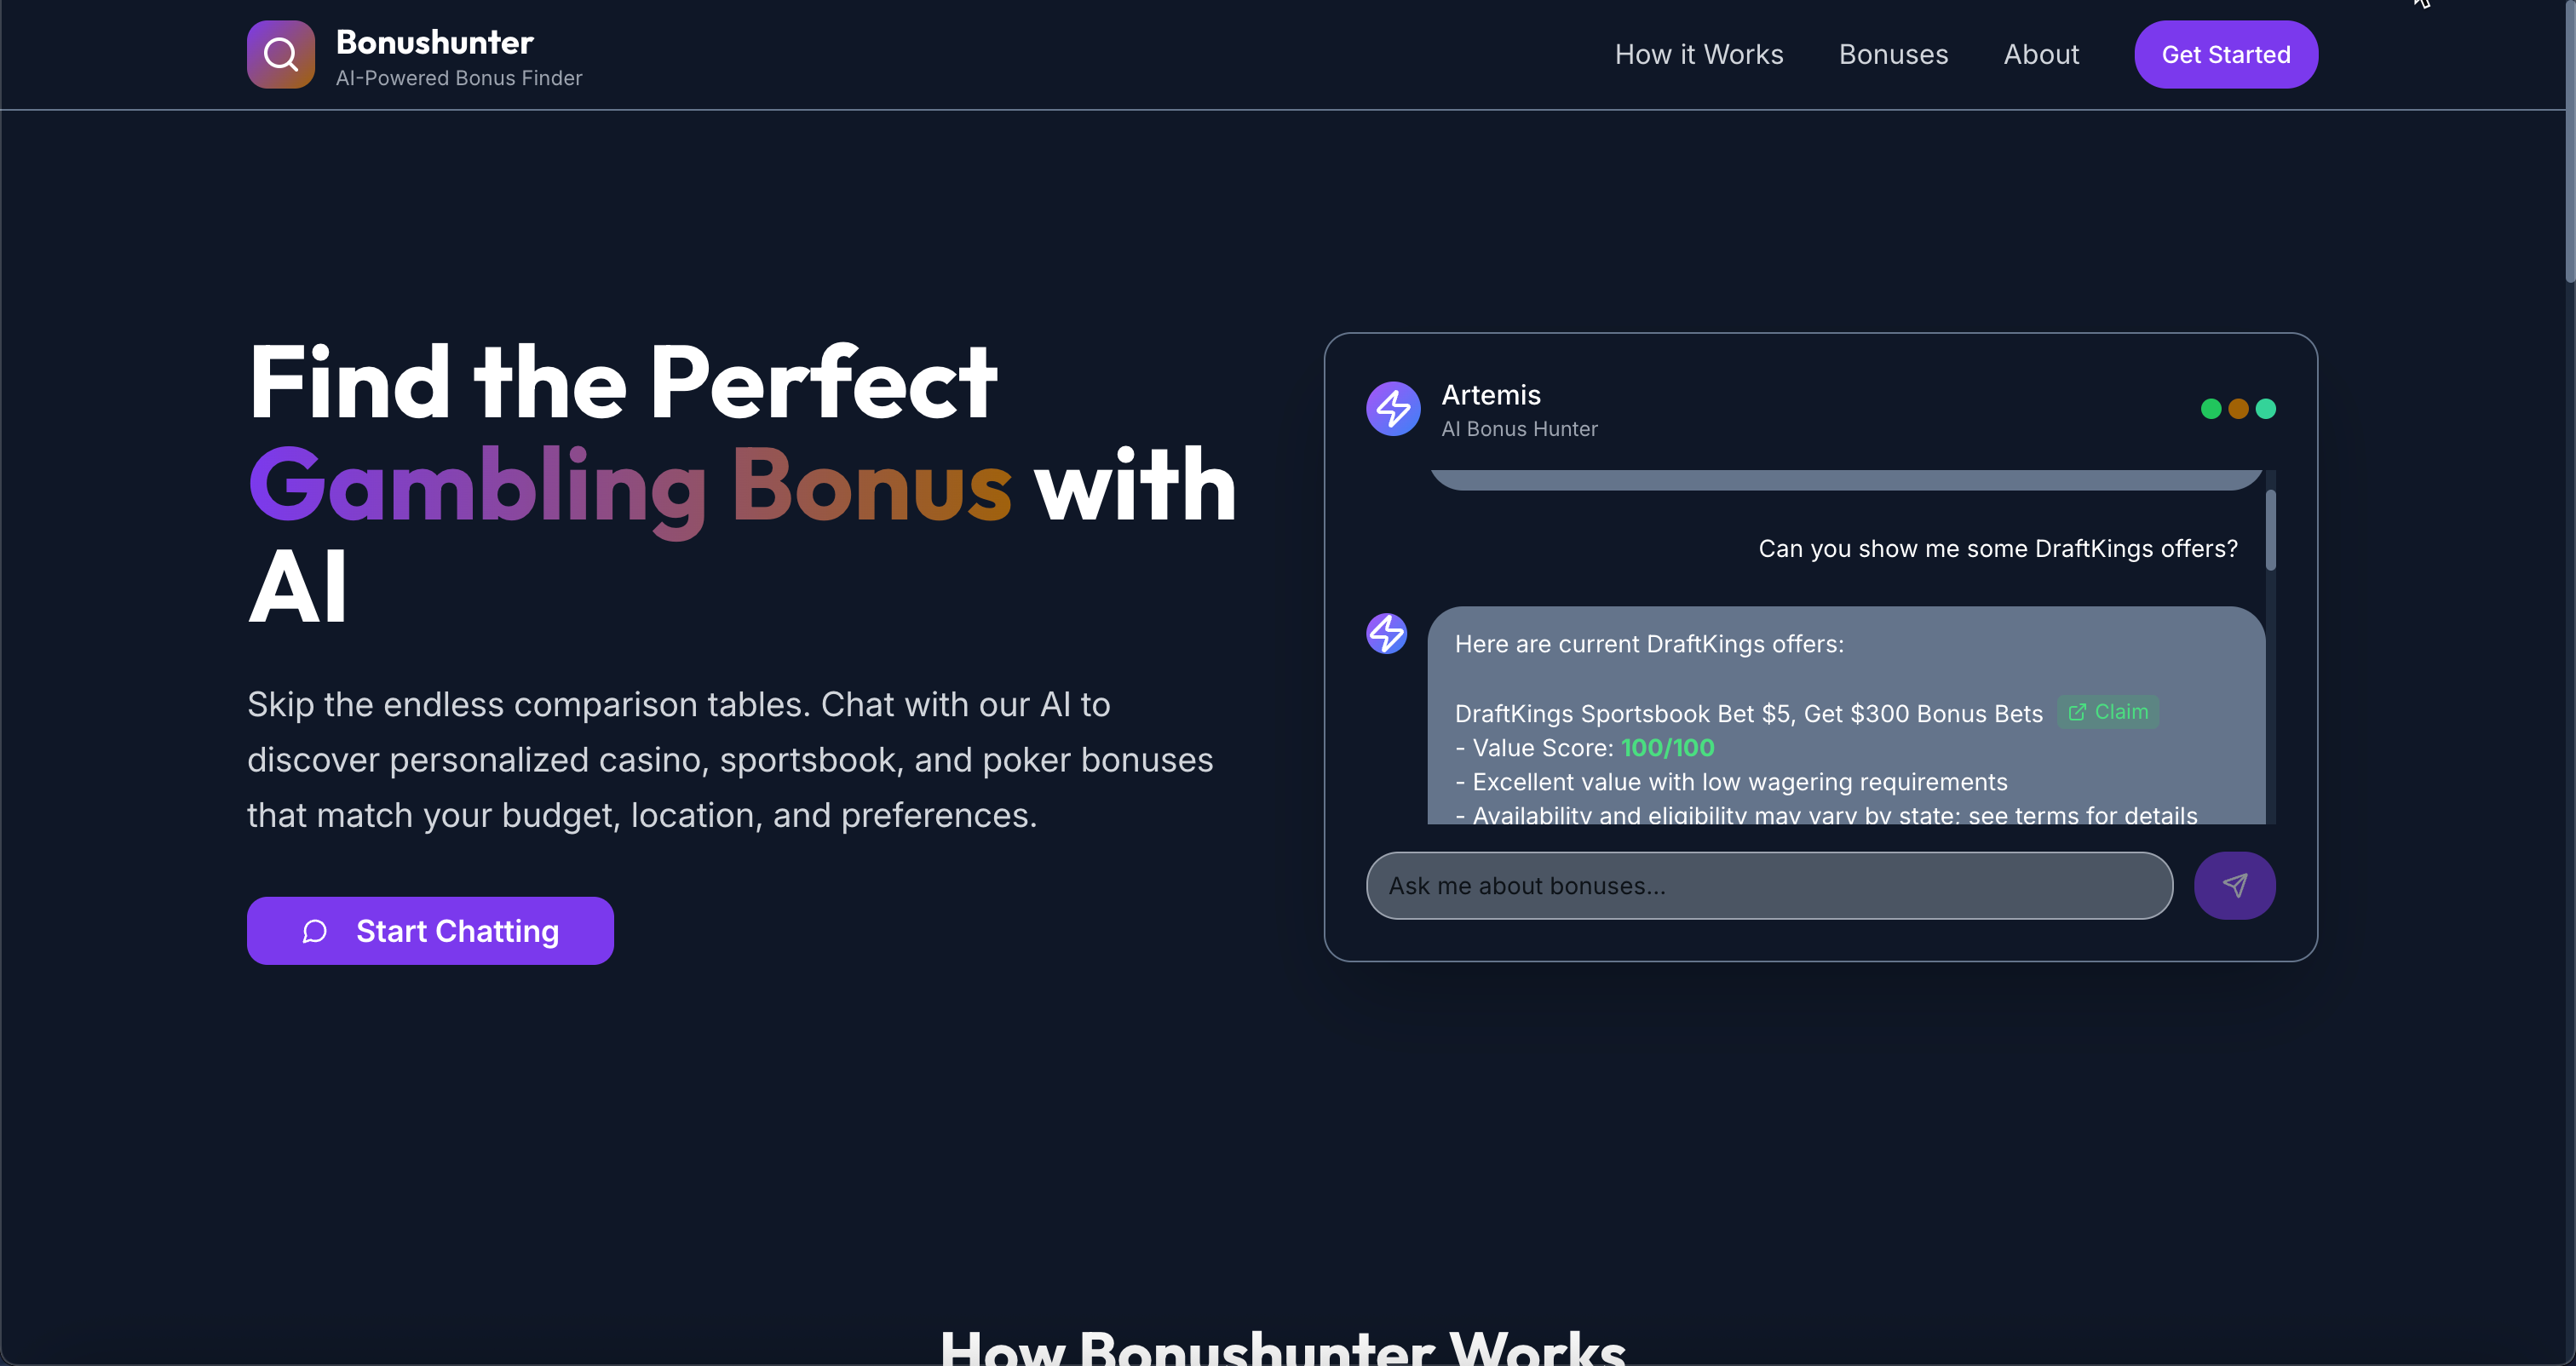 Bonushunter
AI-Powered Bonus Finder
How it Works
Bonuses
About
Get Started
Find the Perfect
Gambling Bonus with
AI
Skip the endless comparison tables. Chat with our AI to
discover personalized casino, sportsbook, and poker bonuses
that match your budget, location, and preferences.
Start Chatting
Artemis
AI Bonus Hunter
Can you show me some DraftKings offers?
Here are current DraftKings offers:
DraftKings Sportsbook Bet $5, Get $300 Bonus Bets Claim
- Value Score: 100/100
- Excellent value with low wagering requirements
- Availability and eligibility may vary by state; see terms for details
Ask me about bonuses...
How Bonushunter Works